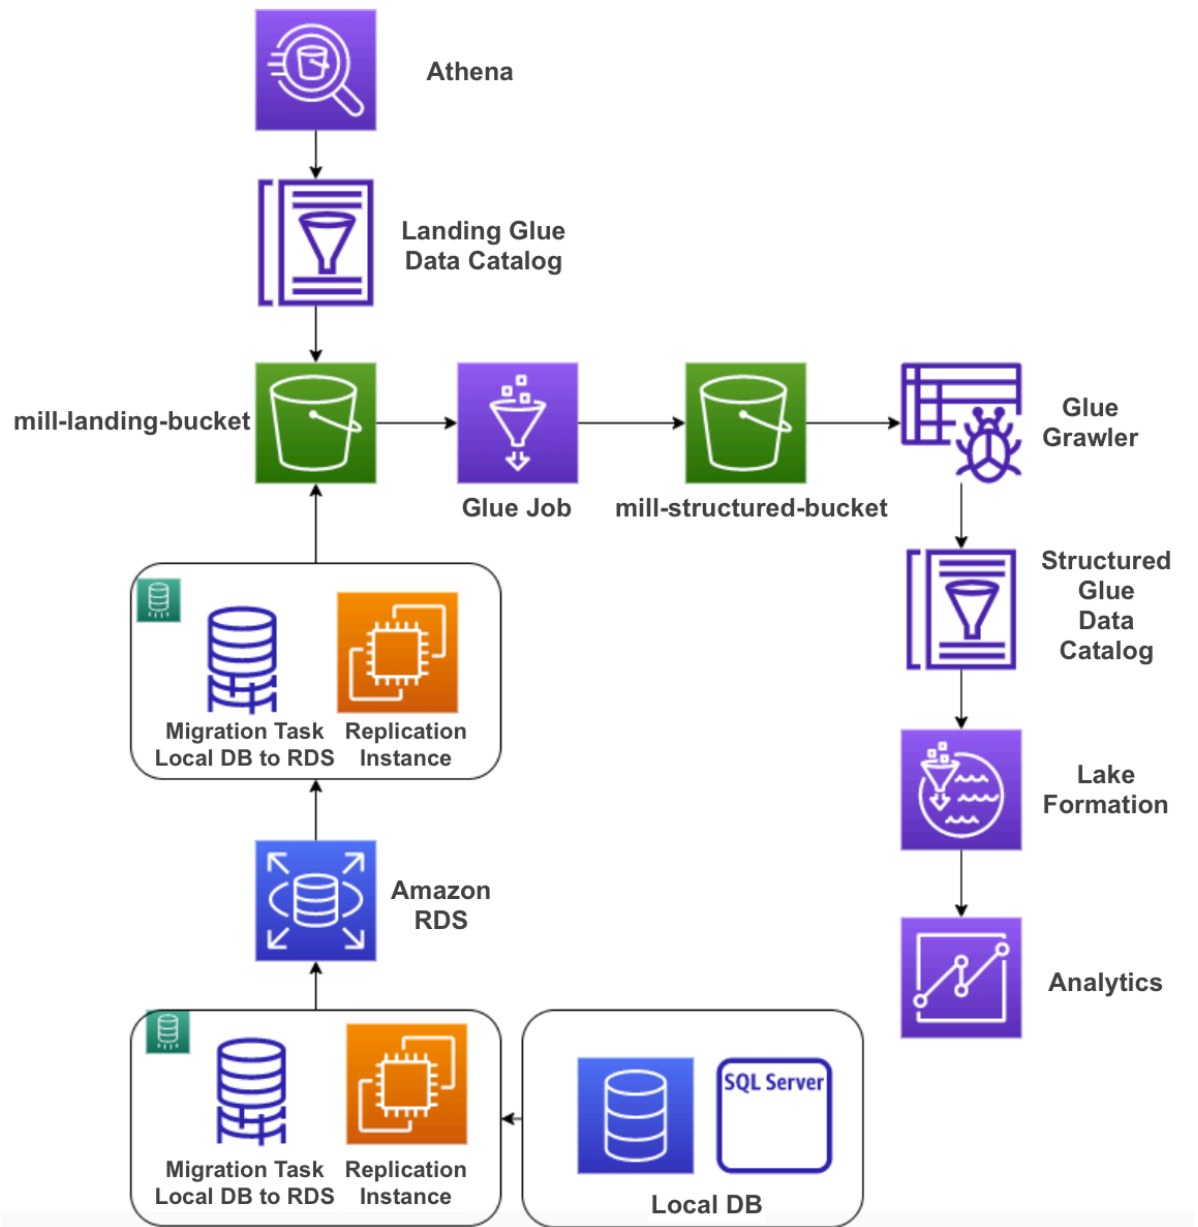 Athena
Landing Glue
Data Catalog
mill-landing-bucket
Glue Job
mill-structured-bucket
Glue
Grawler
Structured
Glue
Data
Catalog
Migration Task
Local DB to RDS
Replication
Instance
Lake
Formation
Amazon
RDS
Analytics
Migration Task
Local DB to RDS
Replication
Instance
SQL Server
Local DB